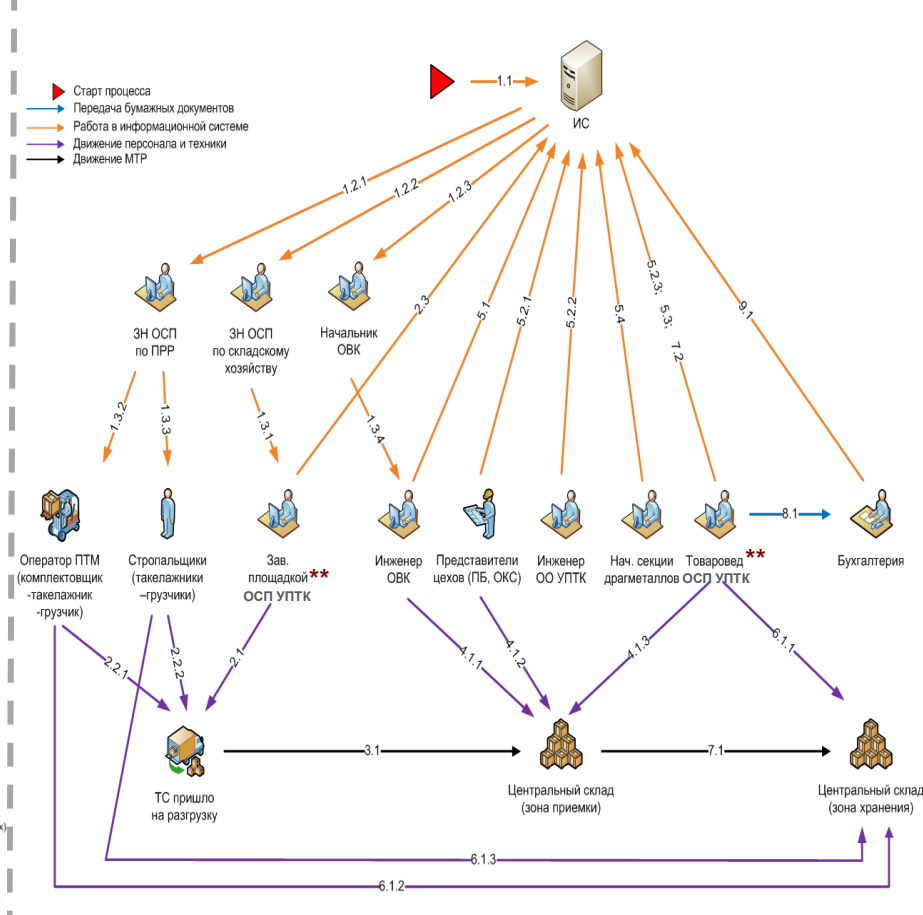 Старт процесса
Передача бумажных документов
Работа в информационной системе
Движение персонала и техники
Движение МТР
1.1
ИС
1.2.1
1.2.2
1.2.3
ЗН ОСП
по ПРР
ЗН ОСП
по складскому
хозяйству
Начальник
ОВК
2.3
5.1
5.2.1
5.2.2
5.4
5.2.3; 5.3; 7.2
9.1
1.3.2
1.3.3
1.3.1
1.3.4
8.1
Оператор ПТМ
(комплектовщик
-такелажник
-грузчик)
Стропальщики
(такелажники
–грузчики)
Зав.
площадкой**
ОСП УПТК
Инженер
ОВК
Представители
цехов (ПБ, ОКС)
Инженер
ОО УПТК
Нач. секции
драгметаллов
Товаровед**
ОСП УПТК
Бухгалтерия
2.2.1
2.2.2
2.1
4.1.1
4.1.2
4.1.3
6.1.1
3.1
7.1
ТС пришло
на разгрузку
Центральный склад
(зона приемки)
Центральный склад
(зона хранения)
х)
6.1.3
6.1.2